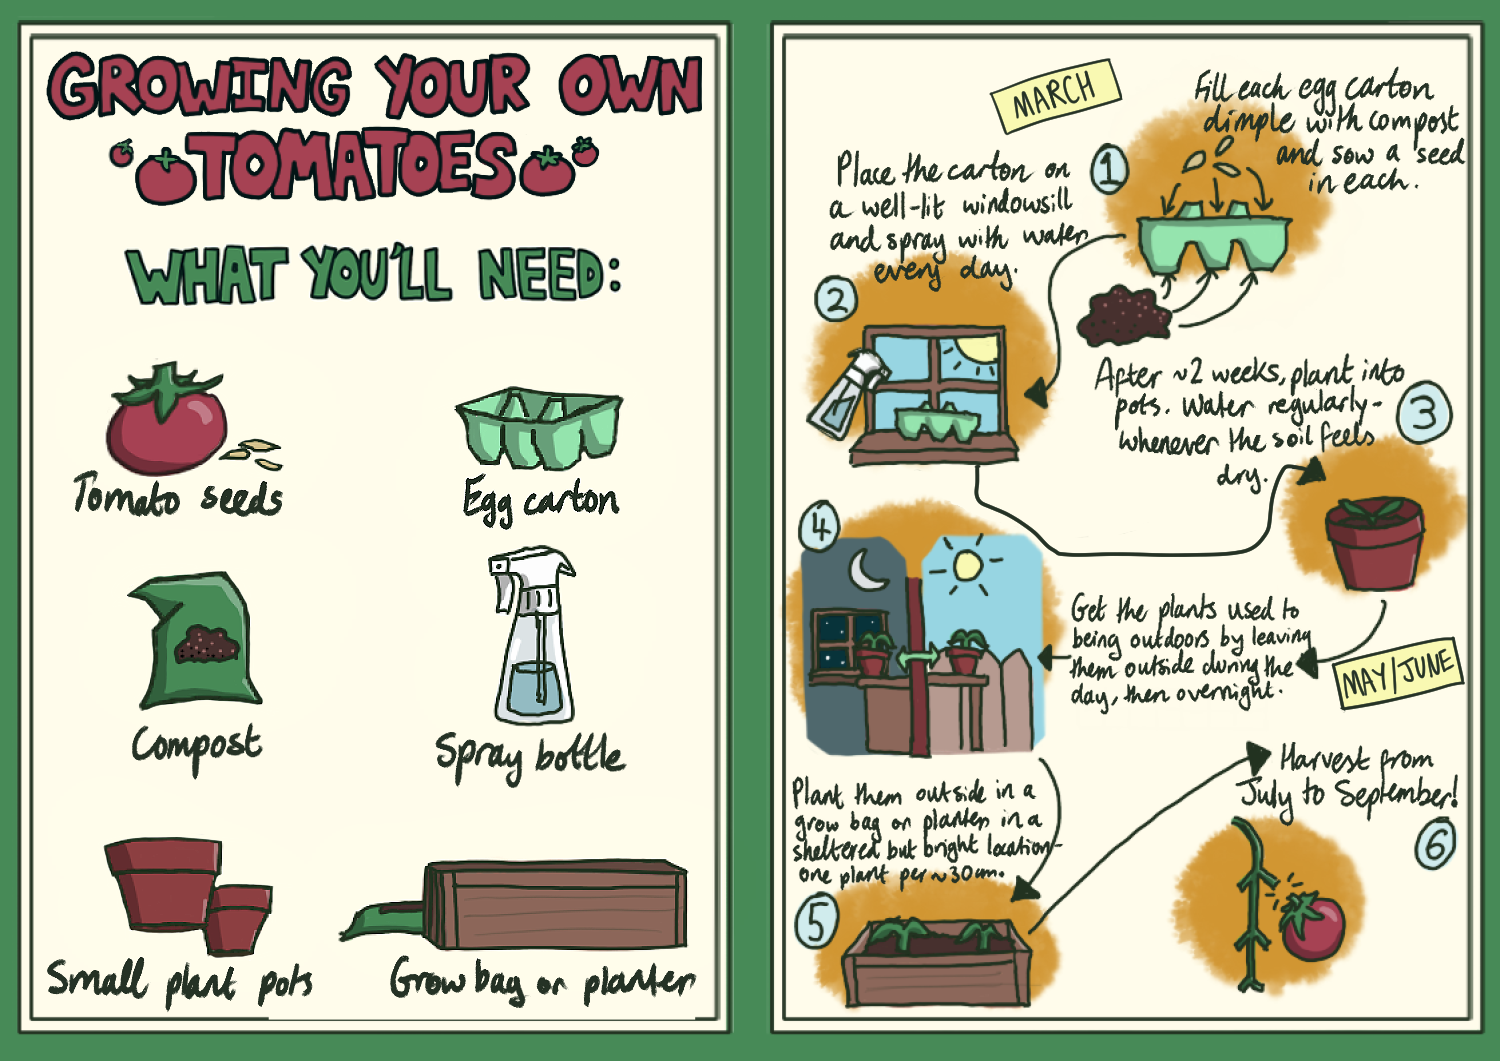 GROWING YOUR OWN
TOMATOES
WHAT YOU'LL NEED:
Tomato seeds
Egg carton
Compost
Spray bottle
Small plant pots
Grow bag or planter
MARCH
1
Fill each egg carton
dimple with compost
and sow a seed
in each.
2
Place the carton on
a well-lit windowsill
and spray with water
every day.
3
After ~2 weeks, plant into
pots. Water regularly-
whenever the soil feels
dry.
MAY/JUNE
4
Get the plants used to
being outdoors by leaving
them outside during the
day, then overnight.
5
Plant them outside in a
grow bag or planter in a
sheltered but bright location-
one plant per ~30cm.
6
Harvest from
July to September!